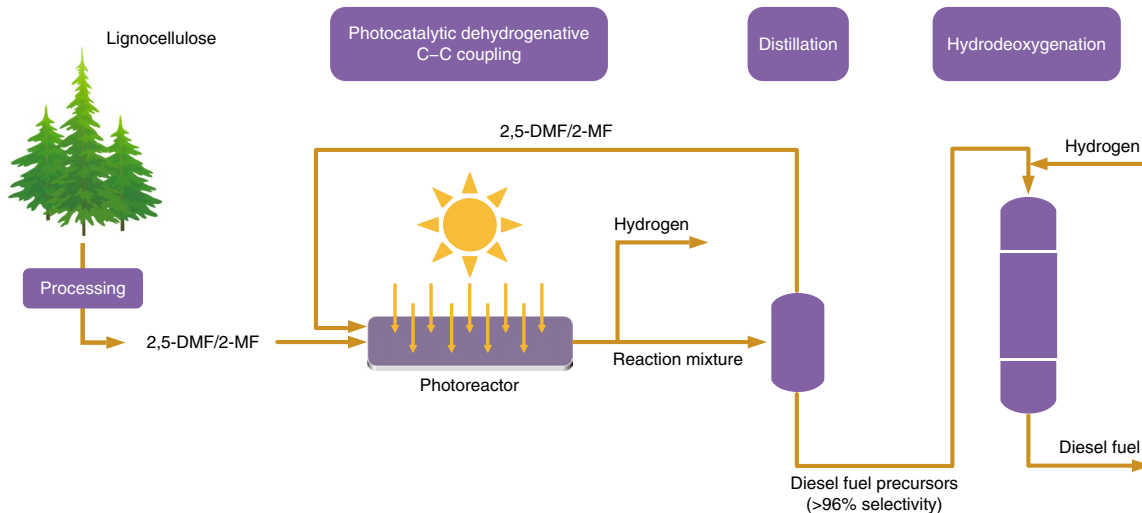 Lignocellulose
Photocatalytic dehydrogenative
C–C coupling
Distillation
Hydrodeoxygenation
2,5-DMF/2-MF
Hydrogen
Hydrogen
Processing
2,5-DMF/2-MF
Reaction mixture
Photoreactor
Diesel fuel
Diesel fuel precursors
(>96% selectivity)